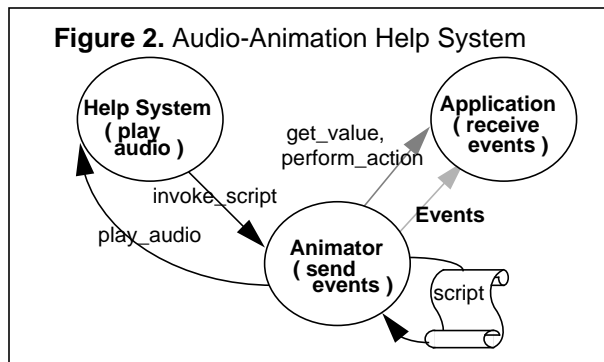 Figure 2. Audio-Animation Help System
Help System
( play
audio )
Application
( receive
events )
get_value,
perform_action
invoke_script
play_audio
Events
Animator
( send
events )
script